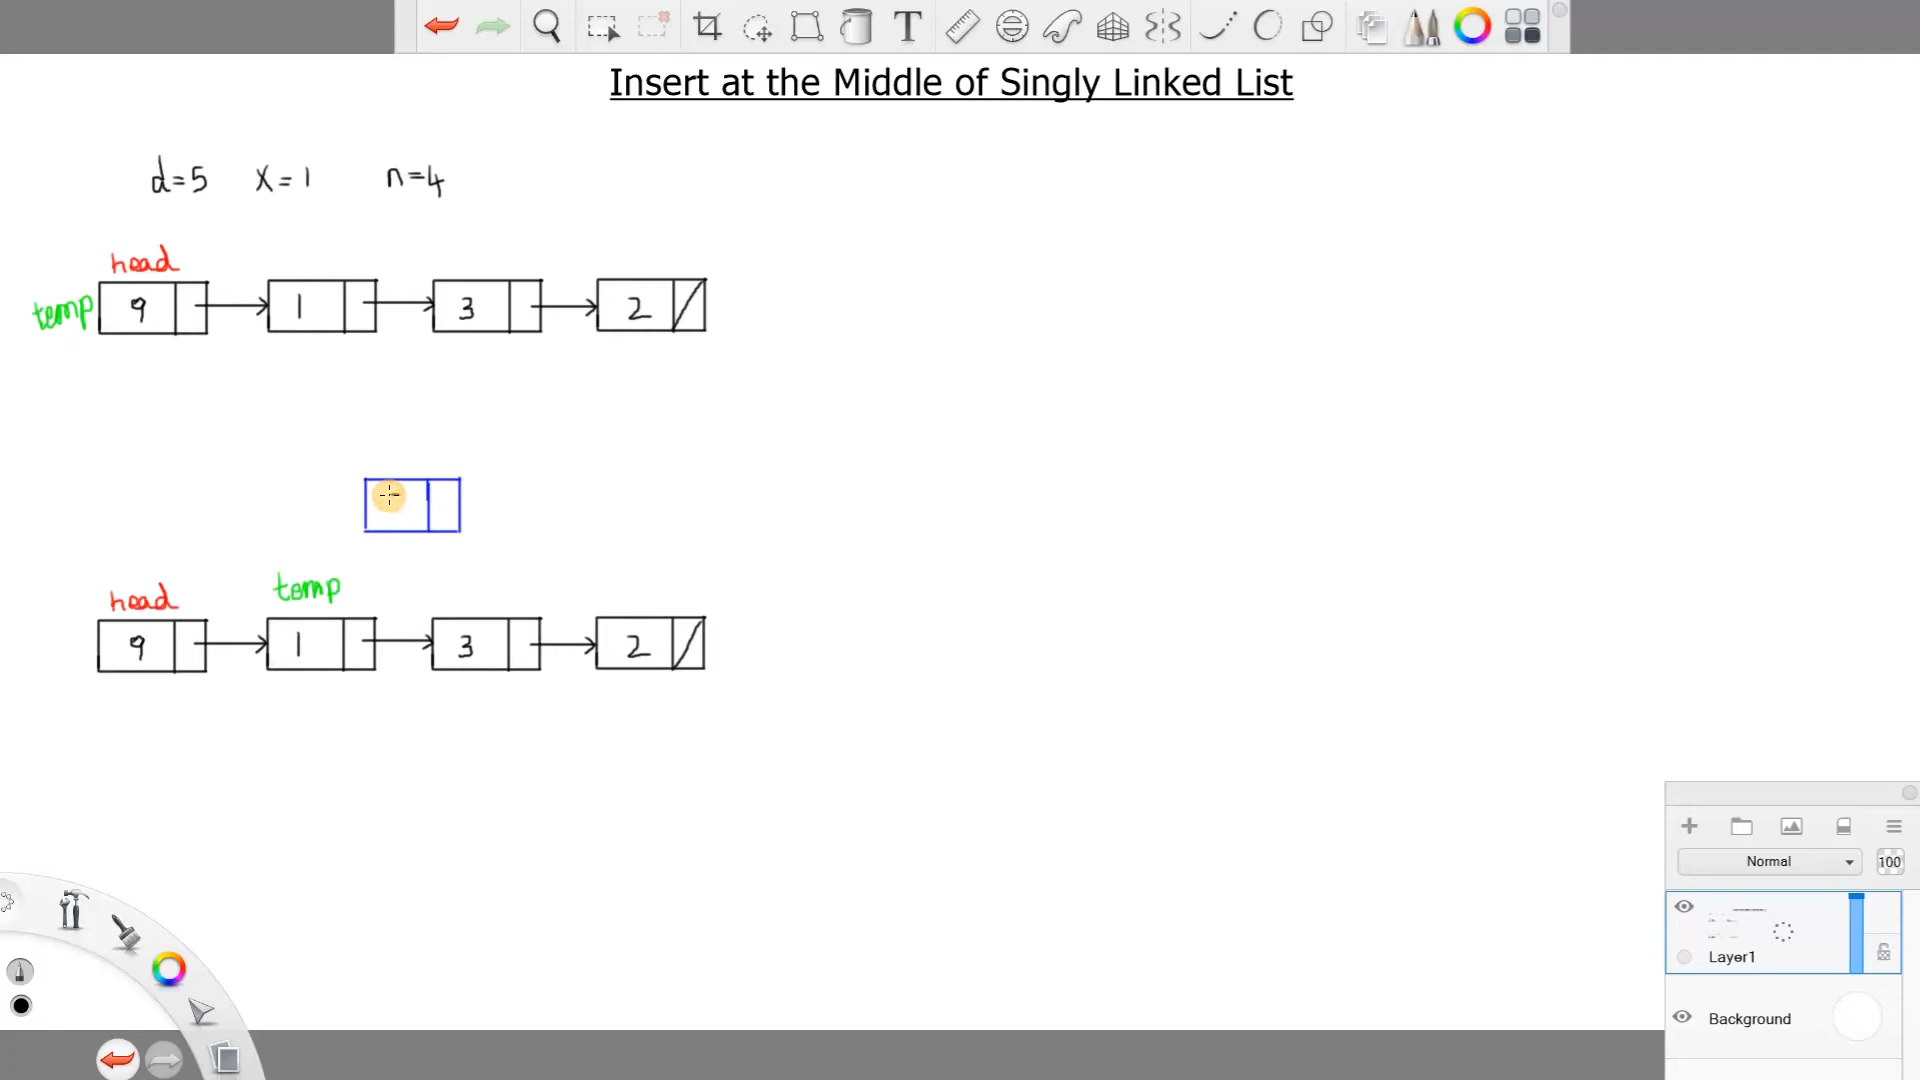 Insert at the Middle of Singly Linked List
d=5 x=1 n=4
head
temp 9 1 3 2
head temp
9 1 3 2
Normal 100
Layer1
Background